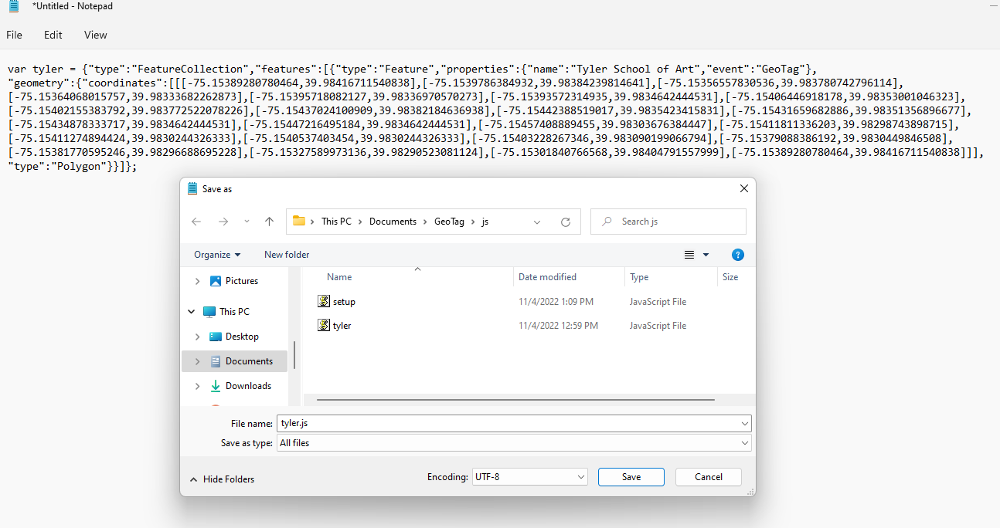 *Untitled - Notepad
File Edit View
var tyler = {"type":"FeatureCollection","features":[{"type":"Feature","properties":{"name":"Tyler School of Art","event":"GeoTag"},
"geometry":{"coordinates":[[[-75.15389280780464,39.98416711540838],[-75.1539786384932,39.98384239814641],[-75.15356557830536,39.983780742796114],
[-75.15364068015757,39.98333682262873],[-75.15395718082127,39.98336970570273],[-75.15393572314935,39.9834642444531],[-75.15406446918178,39.98353001046323],
[-75.15402155383792,39.983772522078226],[-75.15437024100909,39.98382184636938],[-75.15442388519017,39.9835423415831],[-75.15431659682886,39.98351356896677],
[-75.15434878333717,39.9834642444531],[-75.15447216495184,39.9834642444531],[-75.15457408889455,39.98303676384447],[-75.15411811336203,39.98298743898715],
[-75.15411274894424,39.9830244326333],[-75.1540537403454,39.9830244326333],[-75.15403228267346,39.983090199066794],[-75.15379088386192,39.9830449846508],
[-75.15381770595246,39.98296688695228],[-75.15327589973136,39.98290523081124],[-75.15301840766568,39.98404791557999],[-75.15389280780464,39.98416711540838]]],
"type":"Polygon"}}]};
Save as
This PC > Documents > GeoTag > js
Search js
Organize New folder
Name Date modified Type Size
Pictures
This PC
Desktop
Documents
Downloads
setup 11/4/2022 1:09 PM JavaScript File
tyler 11/4/2022 12:59 PM JavaScript File
File name: tyler.js
Save as type: All files
Hide Folders
Encoding: UTF-8
Save
Cancel